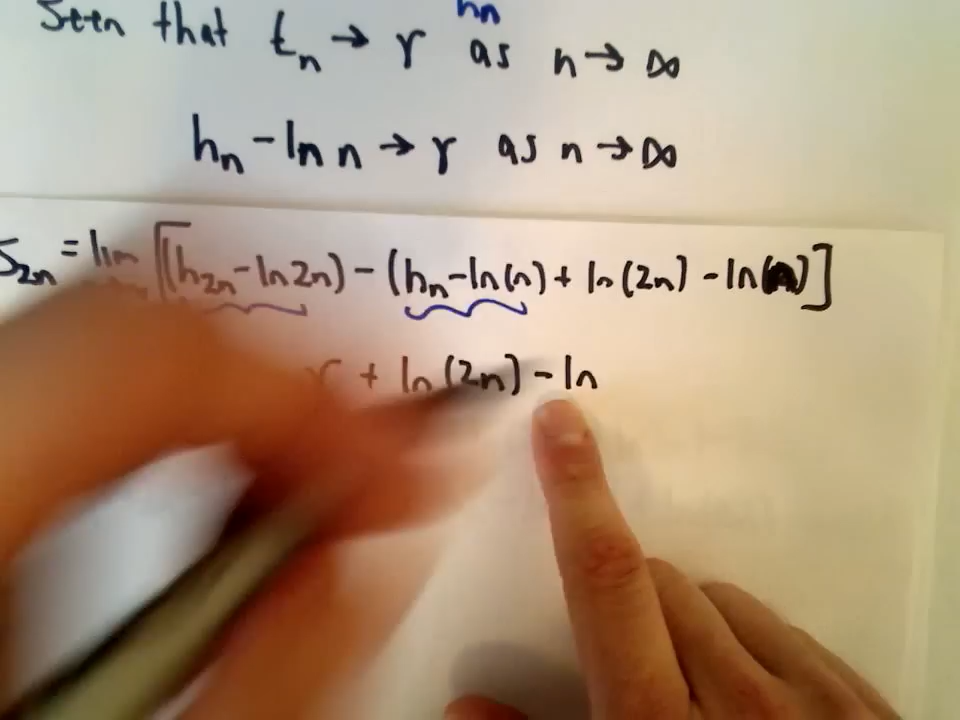 hn
Seen that tₙ → γ as n → ∞
hₙ - ln n → γ as n → ∞
S₂ₙ = lim [(h₂ₙ - ln 2n) - (hₙ - ln(n) + ln(2n) - ln(n)]
γ + ln(2n) - ln